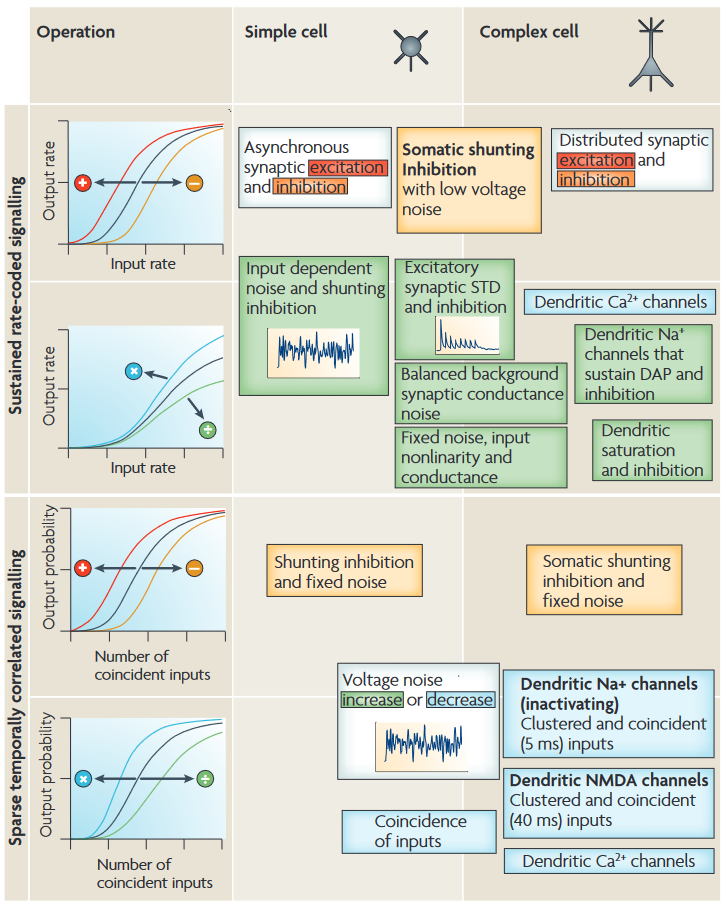 Operation
Simple cell
Complex cell
Sustained rate-coded signalling
Output rate
+
–
Input rate
Asynchronous
synaptic excitation
and inhibition
Somatic shunting
Inhibition
with low voltage
noise
Distributed synaptic
excitation and
inhibition
Output rate
×
÷
Input rate
Input dependent
noise and shunting
inhibition
Excitatory
synaptic STD
and inhibition
Balanced background
synaptic conductance
noise
Fixed noise, input
nonlinarity and
conductance
Dendritic Ca²⁺ channels
Dendritic Na⁺
channels that
sustain DAP and
inhibition
Dendritic
saturation
and inhibition
Sparse temporally correlated signalling
Output probability
+
–
Number of
coincident inputs
Shunting inhibition
and fixed noise
Somatic shunting
inhibition and
fixed noise
Output probability
×
÷
Number of
coincident inputs
Voltage noise
increase or decrease
Coincidence
of inputs
Dendritic Na+ channels
(inactivating)
Clustered and coincident
(5 ms) inputs
Dendritic NMDA channels
Clustered and coincident
(40 ms) inputs
Dendritic Ca²⁺ channels